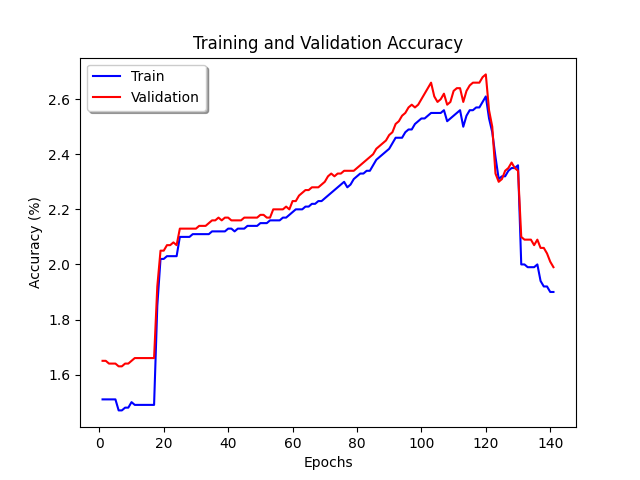 Training and Validation Accuracy
Train
Validation
Accuracy (%)
2.6
2.4
2.2
2.0
1.8
1.6
0 20 40 60 80 100 120 140
Epochs